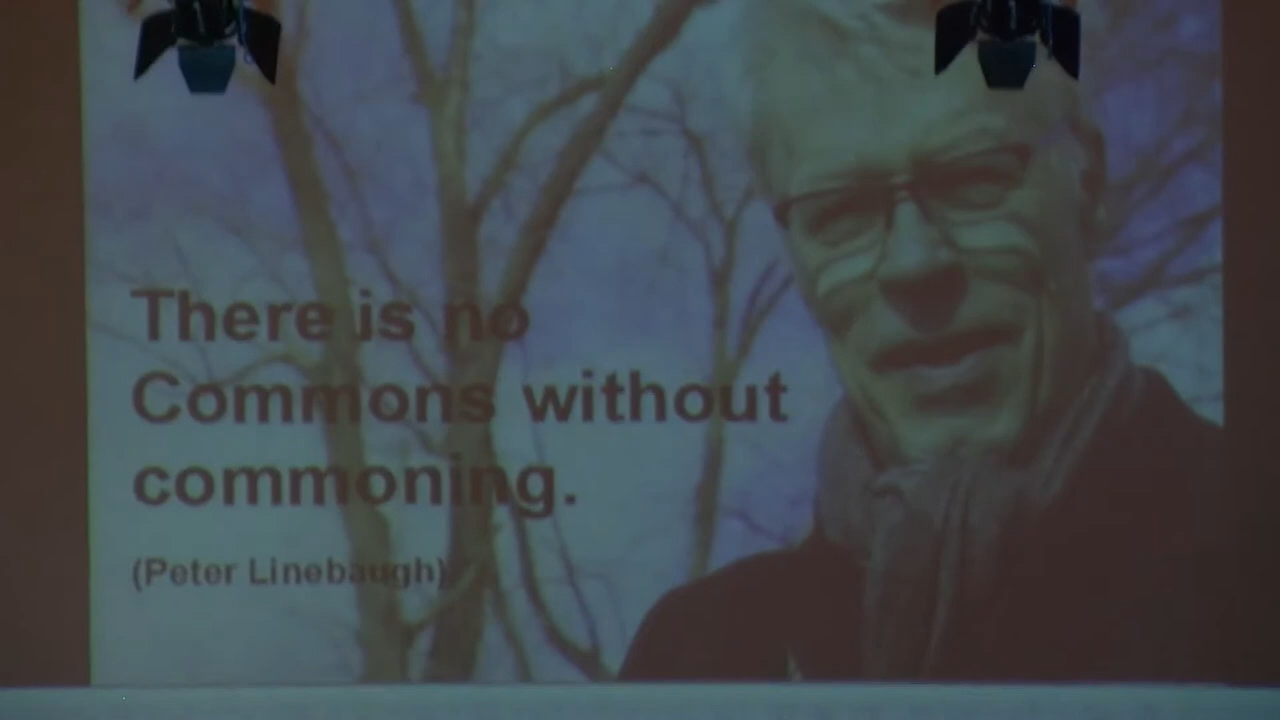 There is no
Commons without
commoning.
(Peter Linebaugh)